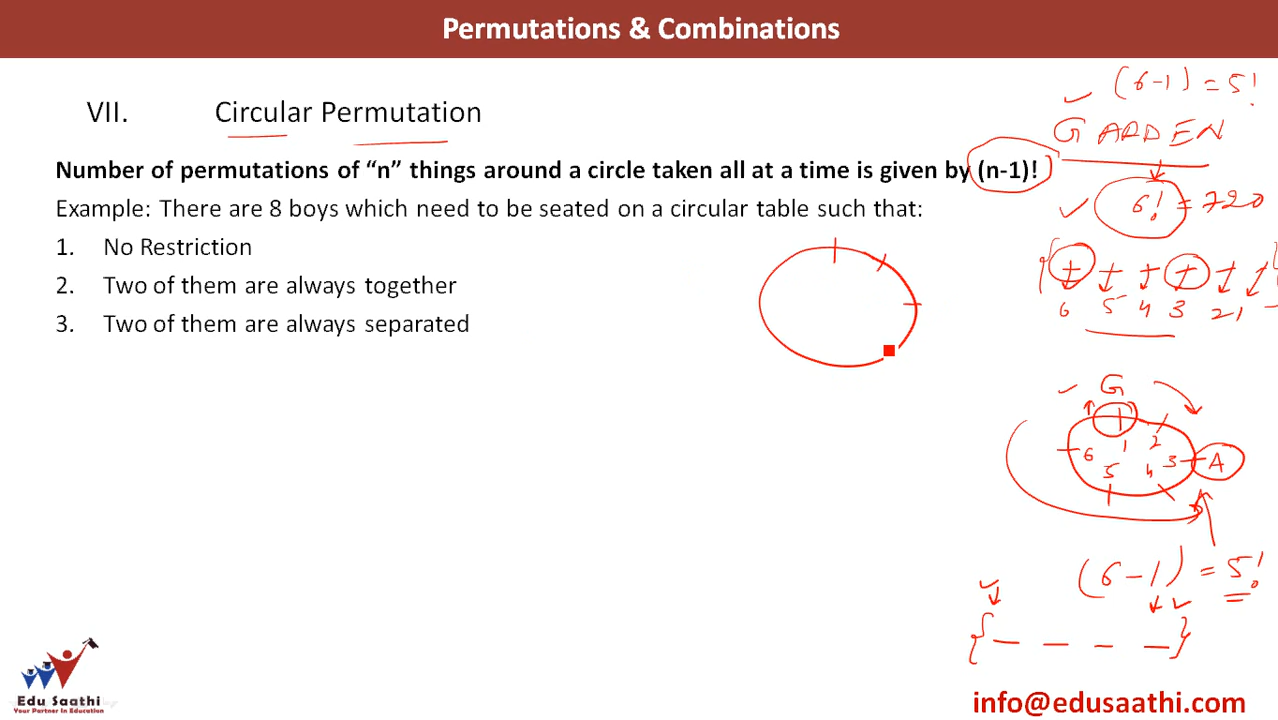 Permutations & Combinations
VII. Circular Permutation
(6-1) = 5!
GARDEN
Number of permutations of “n” things around a circle taken all at a time is given by (n-1)!
Example: There are 8 boys which need to be seated on a circular table such that:
6! = 720
1. No Restriction
2. Two of them are always together
3. Two of them are always separated
6 5 4 3 2 1
G
1 2
6 3 A
5 4
(6-1) = 5!
{_ _ _ _}
Edu Saathi
Your Partner In Education
info@edusaathi.com